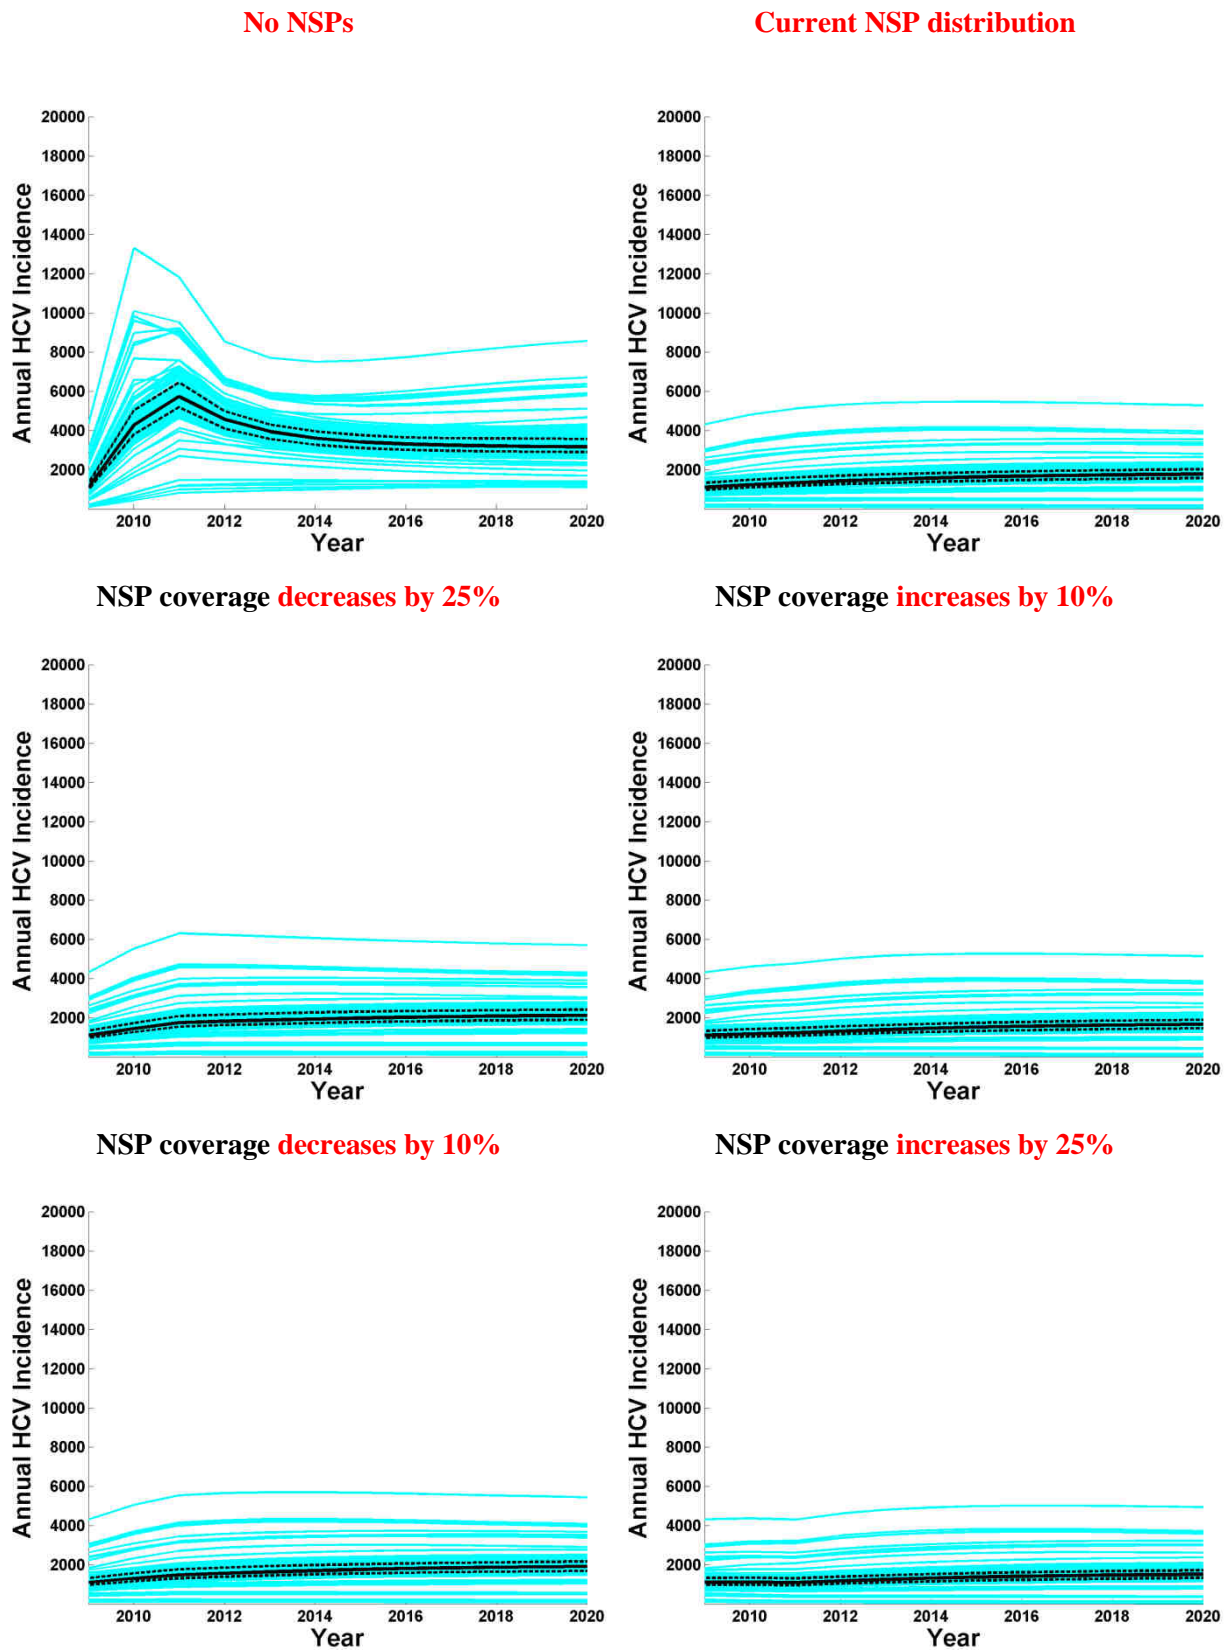 No NSPs
Current NSP distribution
20000
18000
16000
14000
12000
10000
8000
6000
4000
2000
Annual HCV Incidence
2010 2012 2014 2016 2018 2020
Year
20000
18000
16000
14000
12000
10000
8000
6000
4000
2000
Annual HCV Incidence
2010 2012 2014 2016 2018 2020
Year
NSP coverage decreases by 25%
NSP coverage increases by 10%
20000
18000
16000
14000
12000
10000
8000
6000
4000
2000
Annual HCV Incidence
2010 2012 2014 2016 2018 2020
Year
20000
18000
16000
14000
12000
10000
8000
6000
4000
2000
Annual HCV Incidence
2010 2012 2014 2016 2018 2020
Year
NSP coverage decreases by 10%
NSP coverage increases by 25%
20000
18000
16000
14000
12000
10000
8000
6000
4000
2000
Annual HCV Incidence
2010 2012 2014 2016 2018 2020
Year
20000
18000
16000
14000
12000
10000
8000
6000
4000
2000
Annual HCV Incidence
2010 2012 2014 2016 2018 2020
Year